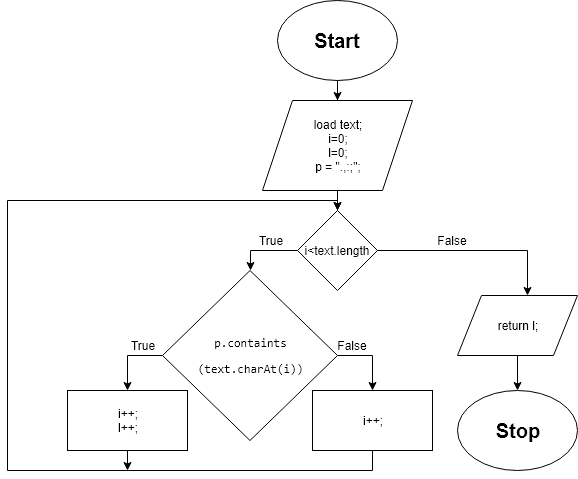 Start
load text;
i=0;
l=0;
p = ".,:;";
i<text.length
True
False
p.containts
(text.charAt(i))
True
False
return l;
i++;
l++;
i++;
Stop